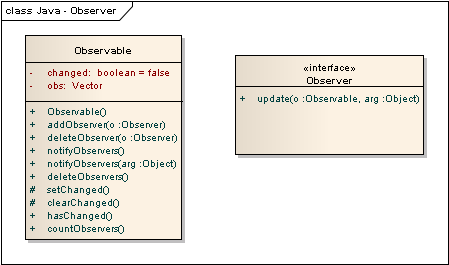 class Java - Observer
Observable
- changed: boolean = false
- obs: Vector
+ Observable()
+ addObserver(o :Observer)
+ deleteObserver(o :Observer)
+ notifyObservers()
+ notifyObservers(arg :Object)
+ deleteObservers()
# setChanged()
# clearChanged()
+ hasChanged()
+ countObservers()
«interface»
Observer
+ update(o :Observable, arg :Object)